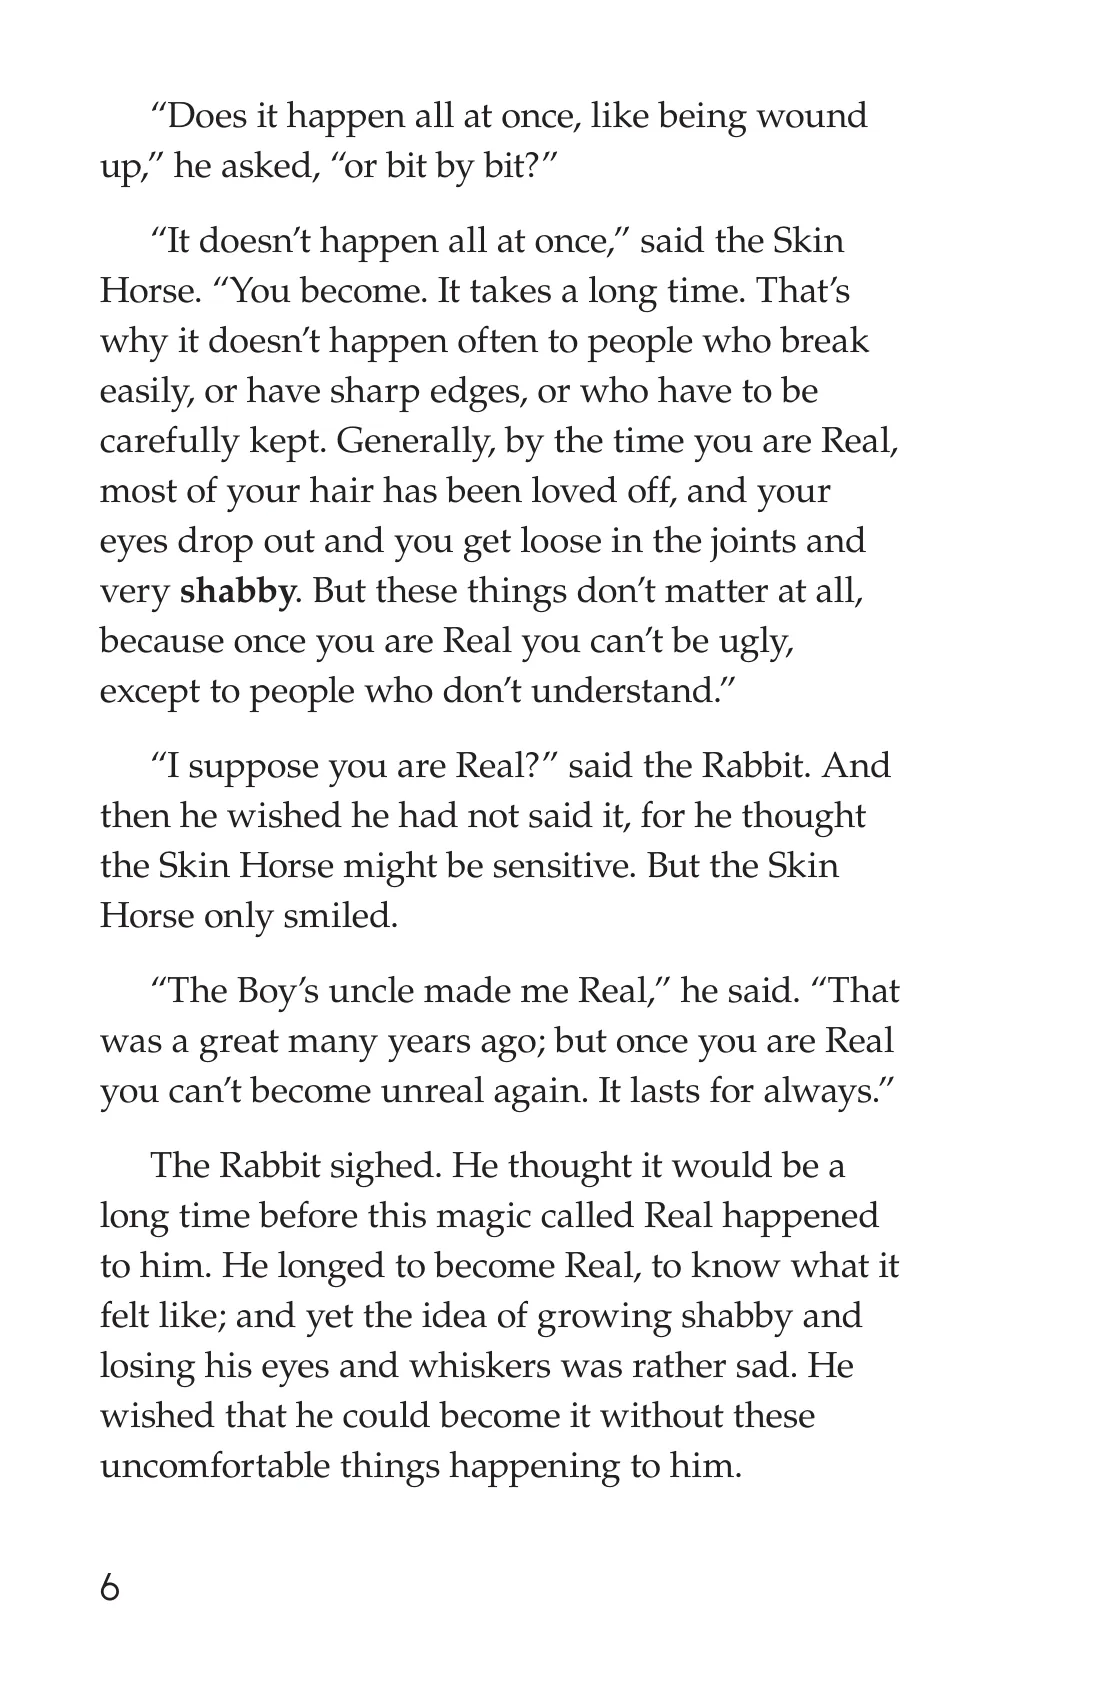 “Does it happen all at once, like being wound
up,” he asked, “or bit by bit?”
“It doesn’t happen all at once,” said the Skin
Horse. “You become. It takes a long time. That’s
why it doesn’t happen often to people who break
easily, or have sharp edges, or who have to be
carefully kept. Generally, by the time you are Real,
most of your hair has been loved off, and your
eyes drop out and you get loose in the joints and
very shabby. But these things don’t matter at all,
because once you are Real you can’t be ugly,
except to people who don’t understand.”
“I suppose you are Real?” said the Rabbit. And
then he wished he had not said it, for he thought
the Skin Horse might be sensitive. But the Skin
Horse only smiled.
“The Boy’s uncle made me Real,” he said. “That
was a great many years ago; but once you are Real
you can’t become unreal again. It lasts for always.”
The Rabbit sighed. He thought it would be a
long time before this magic called Real happened
to him. He longed to become Real, to know what it
felt like; and yet the idea of growing shabby and
losing his eyes and whiskers was rather sad. He
wished that he could become it without these
uncomfortable things happening to him.
6